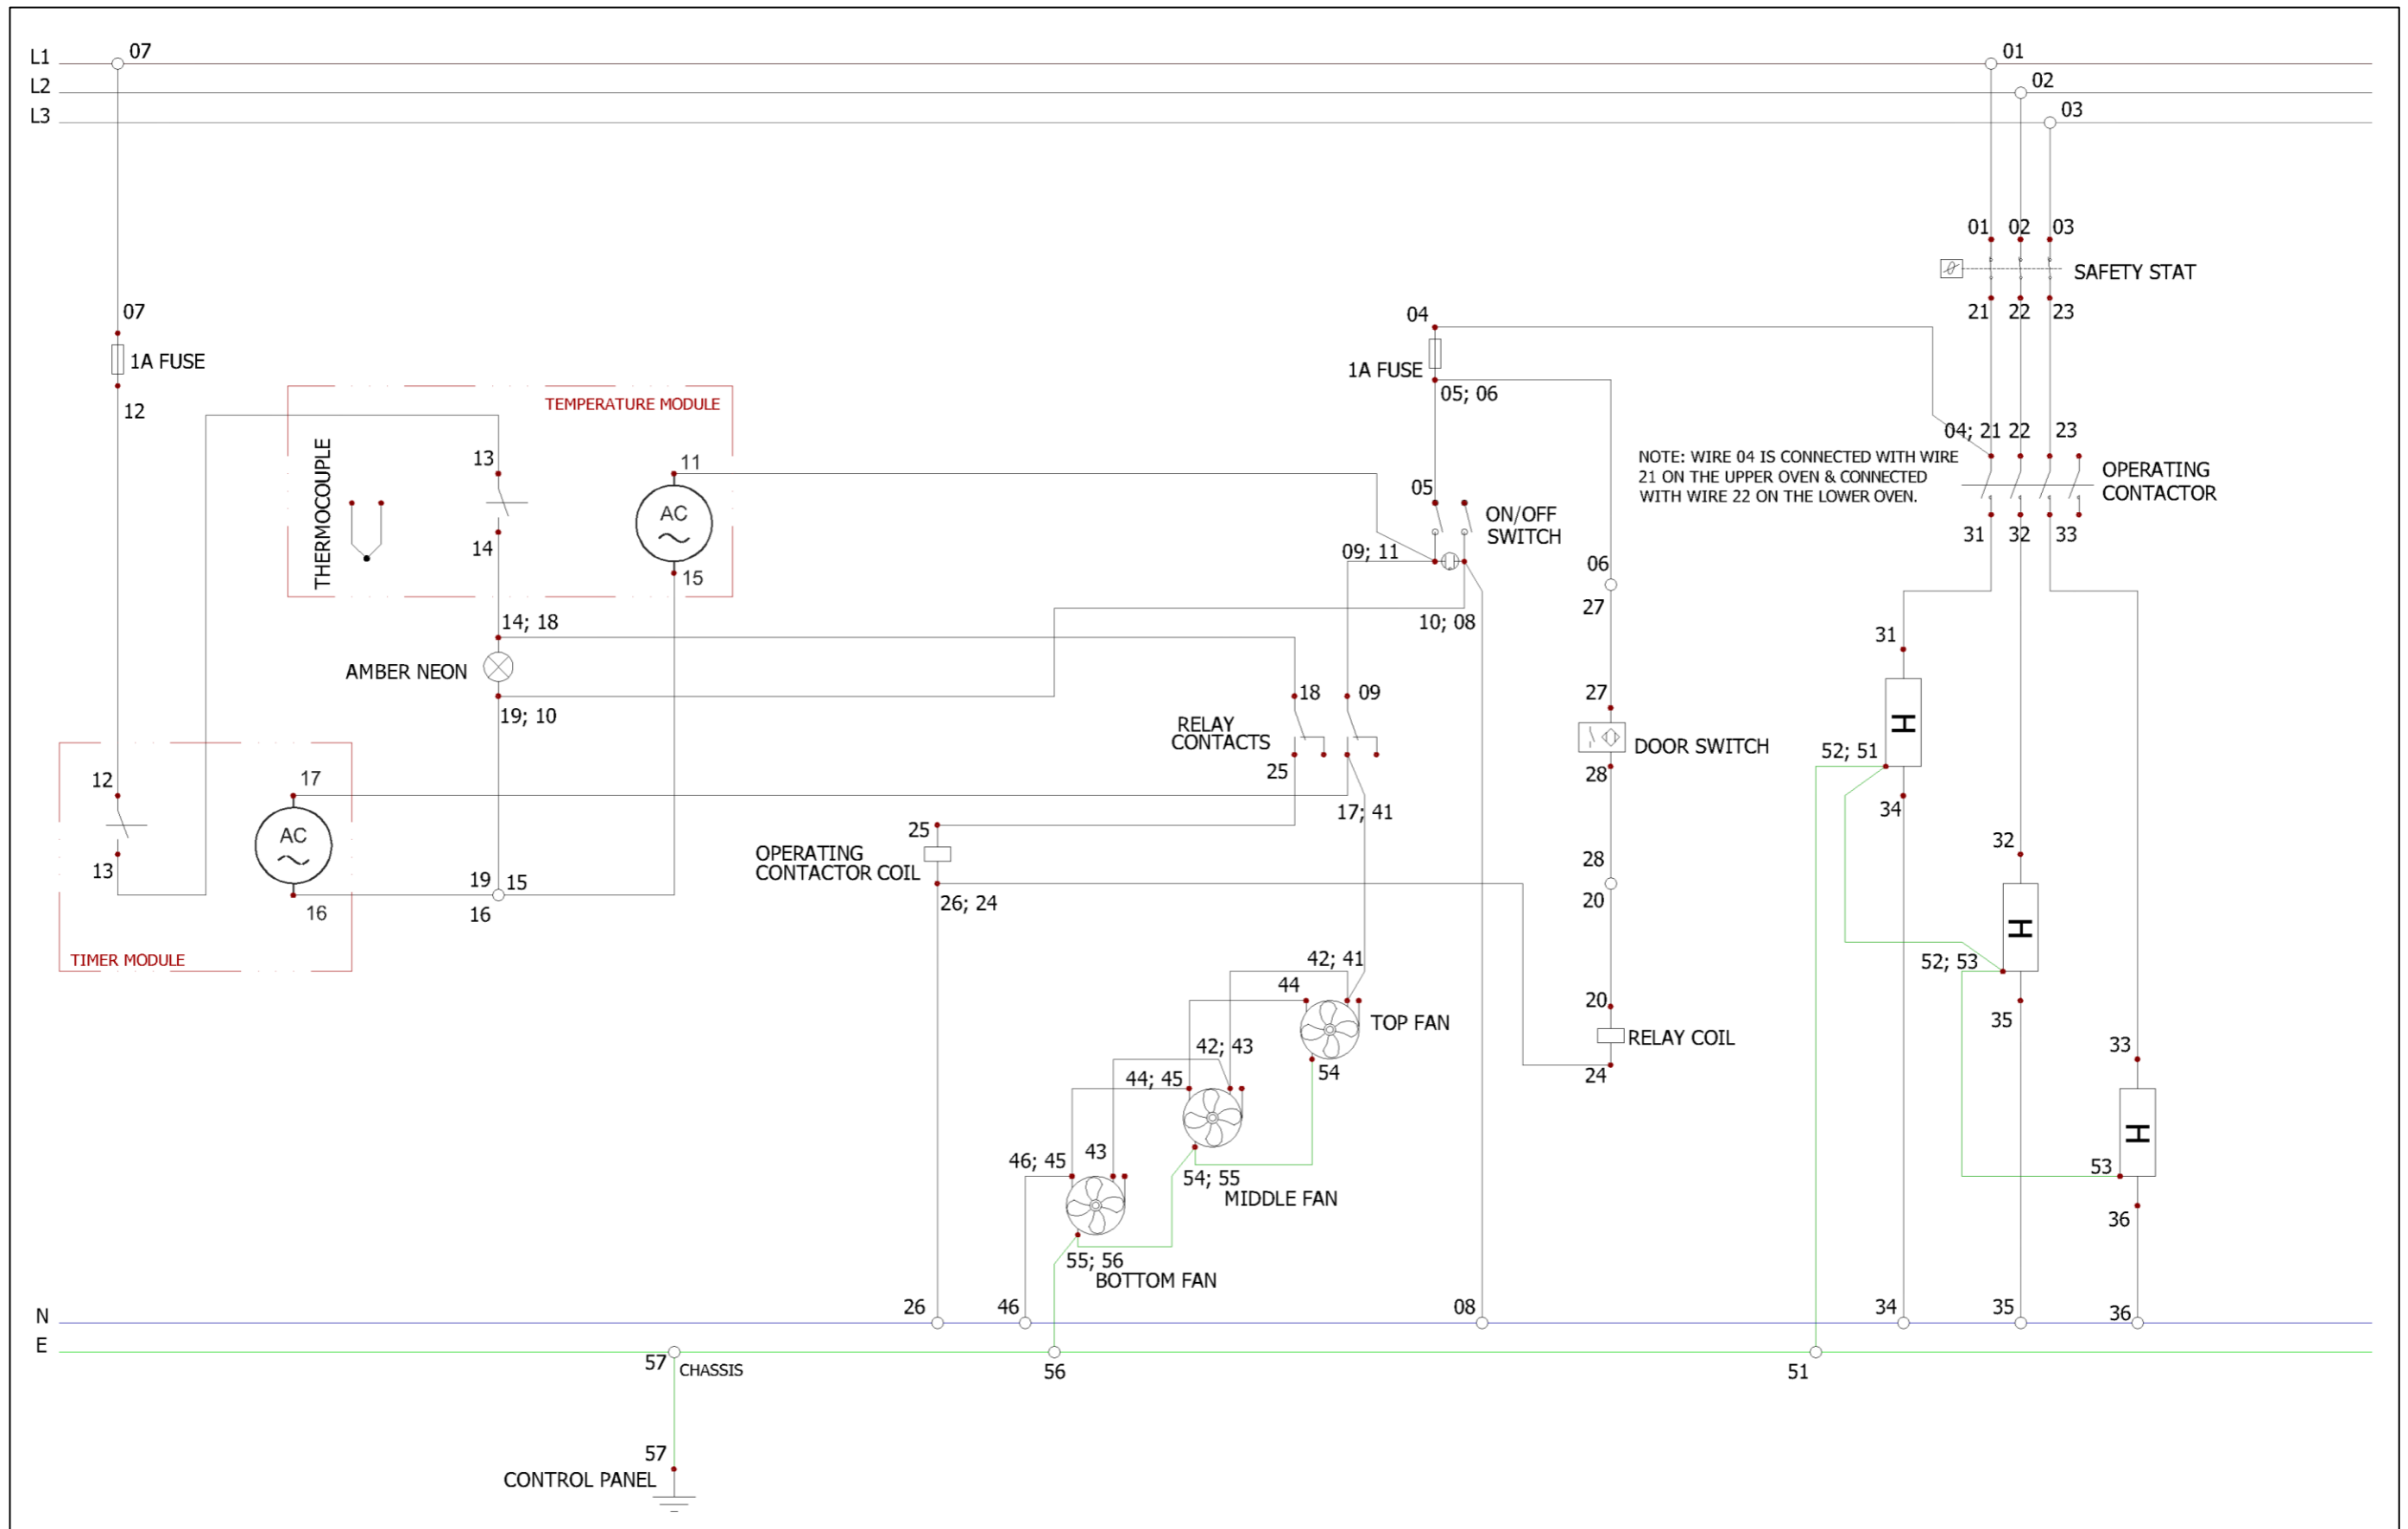 L1
07
01
L2
02
L3
03
01 02 03
SAFETY STAT
21 22 23
07
1A FUSE
12
04
1A FUSE
05; 06
TEMPERATURE MODULE
THERMOCOUPLE
13
14
11
AC
15
04; 21 22 23
NOTE: WIRE 04 IS CONNECTED WITH WIRE
21 ON THE UPPER OVEN & CONNECTED
WITH WIRE 22 ON THE LOWER OVEN.
OPERATING
CONTACTOR
31 32 33
05
ON/OFF
SWITCH
09; 11
10; 08
06
27
14; 18
AMBER NEON
19; 10
18 09
RELAY
CONTACTS
25
17; 41
27
DOOR SWITCH
28
31
H
52; 51
34
12
13
17
AC
16
TIMER MODULE
19 15
16
25
OPERATING
CONTACTOR COIL
26; 24
28
20
32
H
52; 53
35
42; 41
44
TOP FAN
54
20
RELAY COIL
24
42; 43
44; 45
54; 55
MIDDLE FAN
33
H
53
36
46; 45 43
55; 56
BOTTOM FAN
N
26 46 08 34 35 36
E
57 CHASSIS
56
51
57
CONTROL PANEL